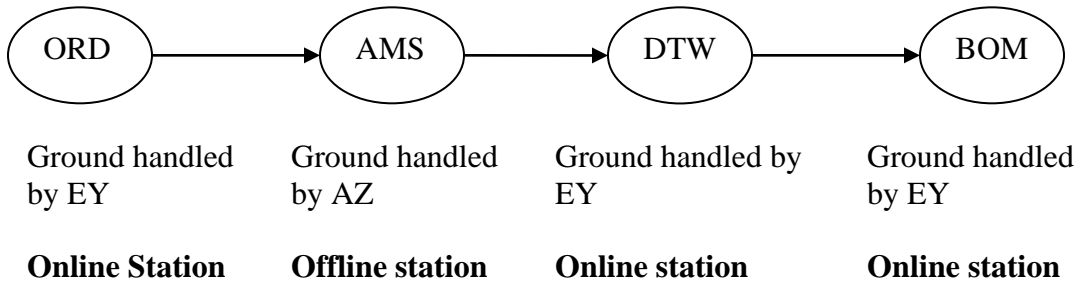 ORD
AMS
DTW
BOM
Ground handled
by EY
Ground handled
by AZ
Ground handled by
EY
Ground handled
by EY
Online Station
Offline station
Online station
Online station